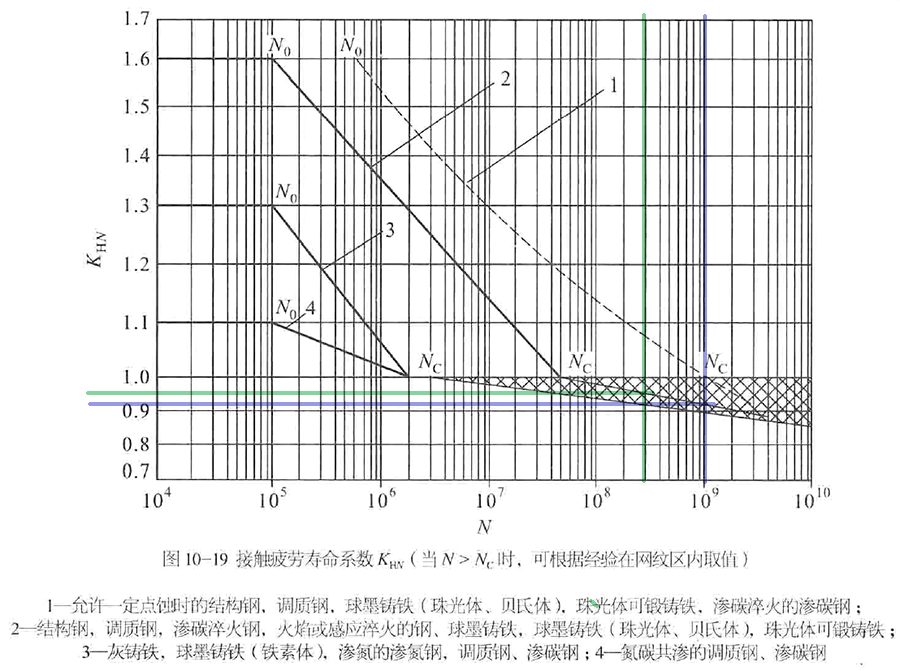 1.7
1.6
1.5
1.4
1.3
1.2
1.1
1.0
0.9
0.8
0.7
K_HN
N₀
N₀
2
1
N₀
3
N₀
4
N_C
N_C
N_C
10⁴ 10⁵ 10⁶ 10⁷ 10⁸ 10⁹ 10¹⁰
N
图 10-19 接触疲劳寿命系数 K_HN（当 N > N_C 时，可根据经验在网纹区内取值）
1—允许一定点蚀时的结构钢，调质钢，球墨铸铁（珠光体、贝氏体），珠光体可锻铸铁，渗碳淬火的渗碳钢；
2—结构钢，调质钢，渗碳淬火钢，火焰或感应淬火的钢、球墨铸铁，球墨铸铁（珠光体、贝氏体），珠光体可锻铸铁；
3—灰铸铁，球墨铸铁（铁素体），渗氮的渗氮钢，调质钢、渗碳钢；4—氮碳共渗的调质钢、渗碳钢